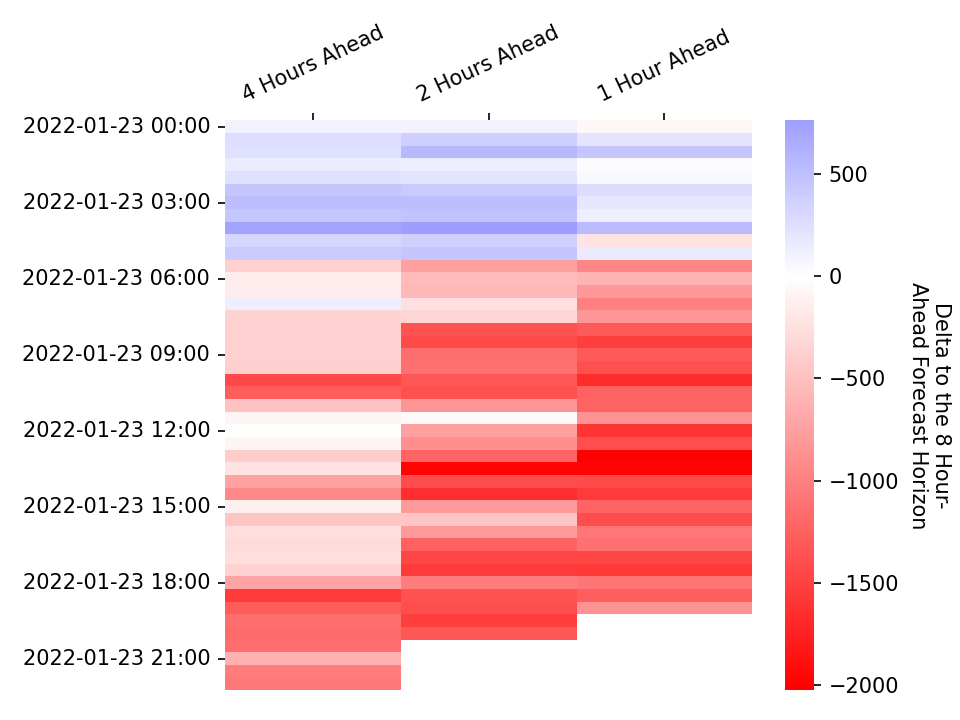 4 Hours Ahead
2 Hours Ahead
1 Hour Ahead
2022-01-23 00:00
2022-01-23 03:00
2022-01-23 06:00
2022-01-23 09:00
2022-01-23 12:00
2022-01-23 15:00
2022-01-23 18:00
2022-01-23 21:00
500
0
−500
−1000
−1500
−2000
Delta to the 8 Hour-
Ahead Forecast Horizon